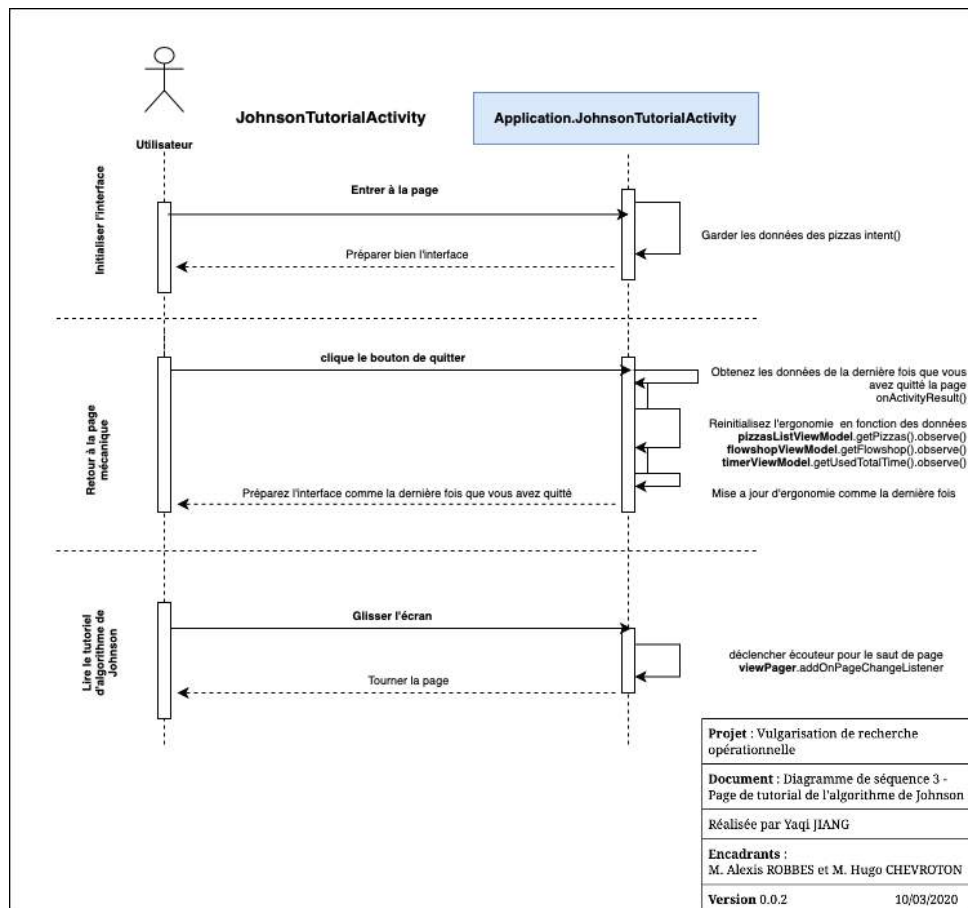 JohnsonTutorialActivity
Application.JohnsonTutorialActivity
Utilisateur
Initialiser l'interface
Entrer à la page
Garder les données des pizzas intent()
Préparer bien l'interface
Retour à la page
mécanique
clique le bouton de quitter
Obtenez les données de la dernière fois que vous
avez quitté la page
onActivityResult()
Reinitialisez l'ergonomie en fonction des données
pizzasListViewModel.getPizzas().observe()
flowshopViewModel.getFlowshop().observe()
timerViewModel.getUsedTotalTime().observe()
Préparez l'interface comme la dernière fois que vous avez quitté
Mise a jour d'ergonomie comme la dernière fois
Lire le tutoriel
d'algorithme de
Johnson
Glisser l'écran
déclencher écouteur pour le saut de page
viewPager.addOnPageChangeListener
Tourner la page
Projet : Vulgarisation de recherche
opérationnelle
Document : Diagramme de séquence 3 -
Page de tutorial de l'algorithme de Johnson
Réalisée par Yaqi JIANG
Encadrants :
M. Alexis ROBBES et M. Hugo CHEVROTON
Version 0.0.2 10/03/2020